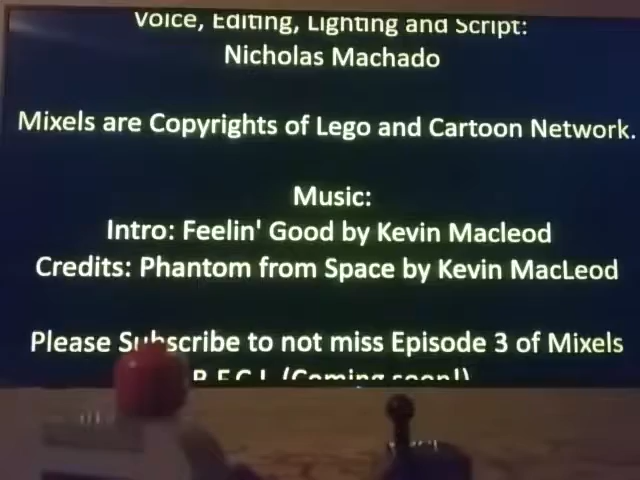 Voice, Editing, Lighting and Script:
Nicholas Machado
Mixels are Copyrights of Lego and Cartoon Network.
Music:
Intro: Feelin' Good by Kevin Macleod
Credits: Phantom from Space by Kevin MacLeod
Please Subscribe to not miss Episode 3 of Mixels
(Coming soon!)